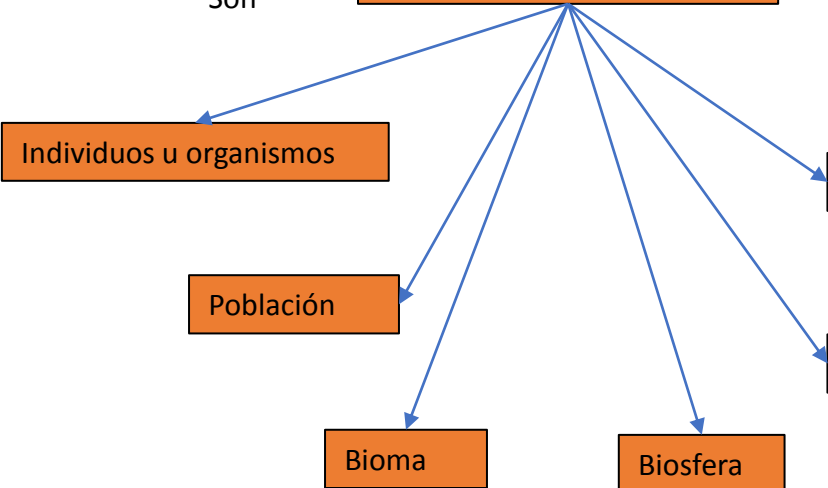 Son
Individuos u organismos
Población
Bioma
Biosfera